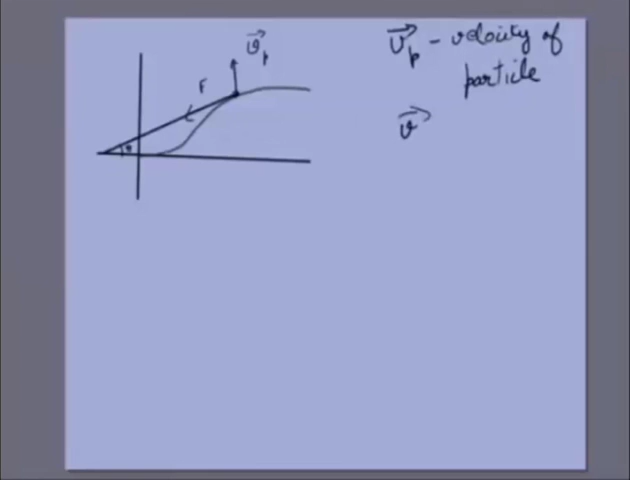 v⃗p - velocity of
particle
v⃗
v⃗p
F
θ